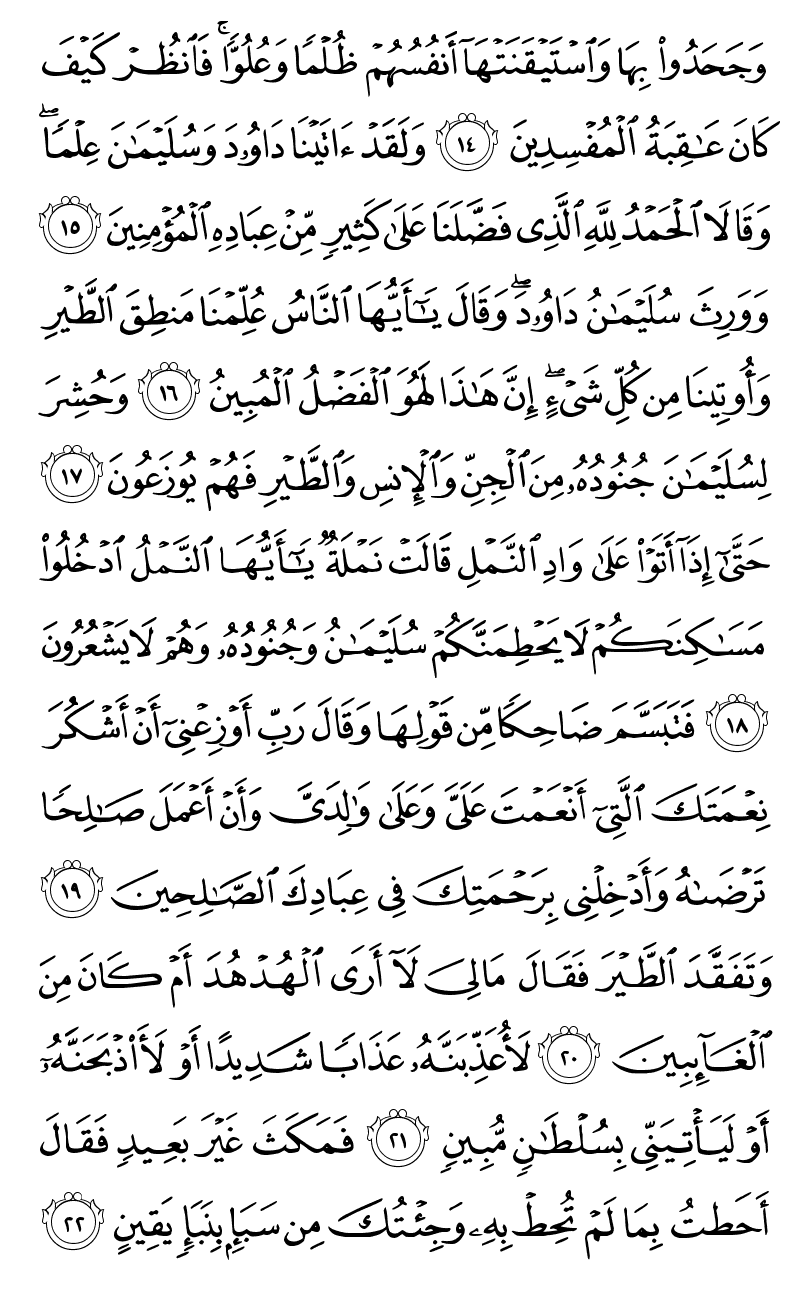 وَجَحَدُوا۟ بِهَا وَٱسْتَيْقَنَتْهَآ أَنفُسُهُمْ ظُلْمًا وَعُلُوًّا ۚ فَٱنظُرْ كَيْفَ
كَانَ عَـٰقِبَةُ ٱلْمُفْسِدِينَ ١٤ وَلَقَدْ ءَاتَيْنَا دَاوُۥدَ وَسُلَيْمَـٰنَ عِلْمًا ۖ
وَقَالَا ٱلْحَمْدُ لِلَّهِ ٱلَّذِى فَضَّلَنَا عَلَىٰ كَثِيرٍ مِّنْ عِبَادِهِ ٱلْمُؤْمِنِينَ ١٥
وَوَرِثَ سُلَيْمَـٰنُ دَاوُۥدَ ۖ وَقَالَ يَـٰٓأَيُّهَا ٱلنَّاسُ عُلِّمْنَا مَنطِقَ ٱلطَّيْرِ
وَأُوتِينَا مِن كُلِّ شَىْءٍ ۖ إِنَّ هَـٰذَا لَهُوَ ٱلْفَضْلُ ٱلْمُبِينُ ١٦ وَحُشِرَ
لِسُلَيْمَـٰنَ جُنُودُهُۥ مِنَ ٱلْجِنِّ وَٱلْإِنسِ وَٱلطَّيْرِ فَهُمْ يُوزَعُونَ ١٧
حَتَّىٰٓ إِذَآ أَتَوْا۟ عَلَىٰ وَادِ ٱلنَّمْلِ قَالَتْ نَمْلَةٌ يَـٰٓأَيُّهَا ٱلنَّمْلُ ٱدْخُلُوا۟
مَسَـٰكِنَكُمْ لَا يَحْطِمَنَّكُمْ سُلَيْمَـٰنُ وَجُنُودُهُۥ وَهُمْ لَا يَشْعُرُونَ
١٨ فَتَبَسَّمَ ضَاحِكًا مِّن قَوْلِهَا وَقَالَ رَبِّ أَوْزِعْنِىٓ أَنْ أَشْكُرَ
نِعْمَتَكَ ٱلَّتِىٓ أَنْعَمْتَ عَلَىَّ وَعَلَىٰ وَٰلِدَىَّ وَأَنْ أَعْمَلَ صَـٰلِحًا
تَرْضَىٰهُ وَأَدْخِلْنِى بِرَحْمَتِكَ فِى عِبَادِكَ ٱلصَّـٰلِحِينَ ١٩
وَتَفَقَّدَ ٱلطَّيْرَ فَقَالَ مَالِىَ لَآ أَرَى ٱلْهُدْهُدَ أَمْ كَانَ مِنَ
ٱلْغَآئِبِينَ ٢٠ لَأُعَذِّبَنَّهُۥ عَذَابًا شَدِيدًا أَوْ لَأَا۟ذْبَحَنَّهُۥٓ
أَوْ لَيَأْتِيَنِّى بِسُلْطَـٰنٍ مُّبِينٍ ٢١ فَمَكَثَ غَيْرَ بَعِيدٍ فَقَالَ
أَحَطتُ بِمَا لَمْ تُحِطْ بِهِۦ وَجِئْتُكَ مِن سَبَإٍۭ بِنَبَإٍ يَقِينٍ ٢٢